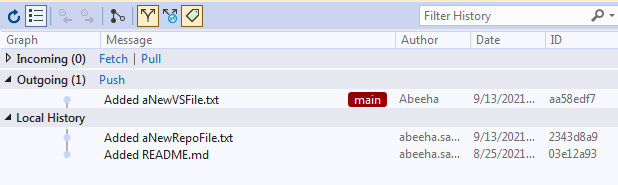 Filter History
Graph Message Author Date ID
Incoming (0) Fetch | Pull
Outgoing (1) Push
Added aNewVSFile.txt main Abeeha 9/13/2021... aa58edf7
Local History
Added aNewRepoFile.txt abeeha.sa... 9/13/2021... 2343d8a9
Added README.md abeeha.sa... 8/25/2021... 03e12a93